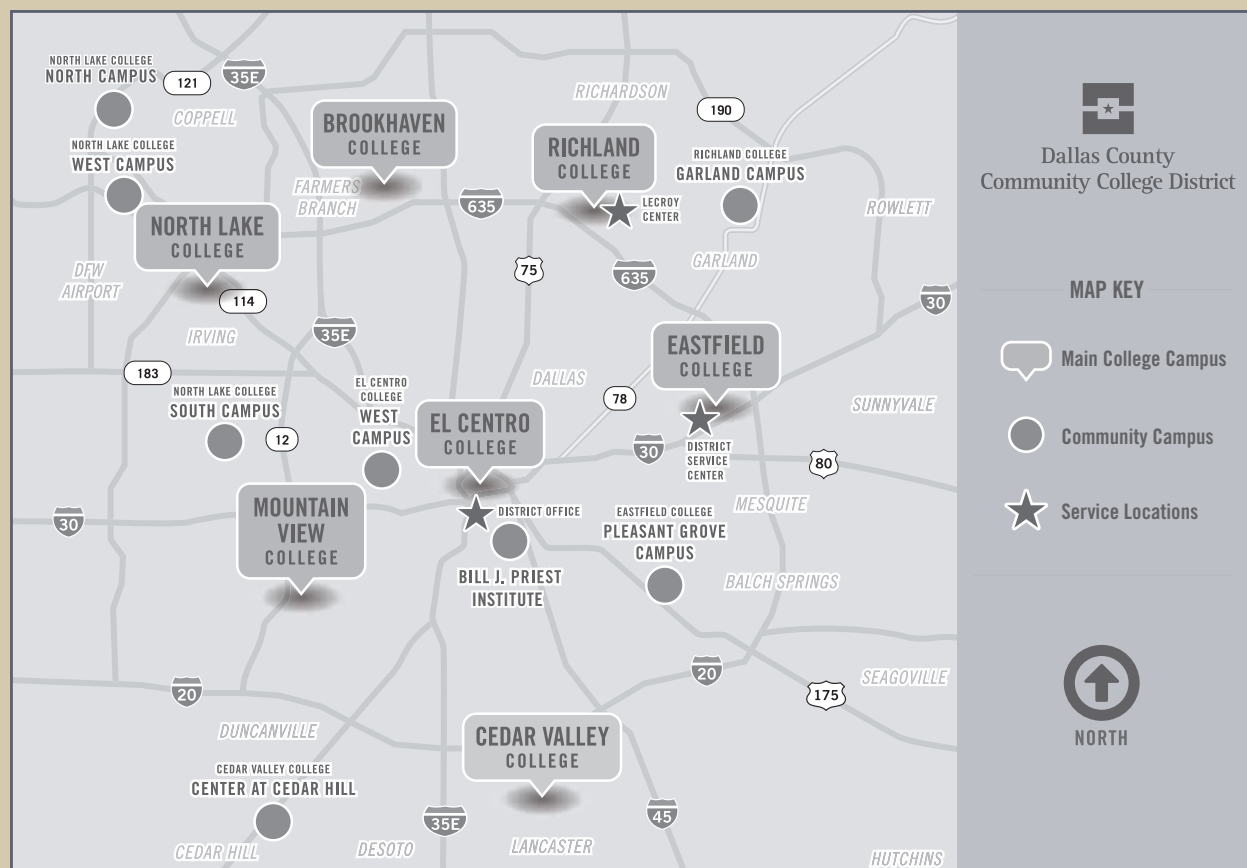 NORTH LAKE COLLEGE
NORTH CAMPUS
121
35E
COPPELL
NORTH LAKE COLLEGE
WEST CAMPUS
BROOKHAVEN
COLLEGE
FARMERS
BRANCH
RICHARDSON
190
RICHLAND
COLLEGE
LECROY
CENTER
RICHLAND COLLEGE
GARLAND CAMPUS
635
ROWLETT
NORTH LAKE
COLLEGE
DFW
AIRPORT
114
75
635
GARLAND
30
IRVING
35E
183
NORTH LAKE COLLEGE
SOUTH CAMPUS
12
EL CENTRO
COLLEGE
WEST
CAMPUS
DALLAS
78
EASTFIELD
COLLEGE
SUNNYVALE
EL CENTRO
COLLEGE
30
DISTRICT
SERVICE
CENTER
80
MESQUITE
30
MOUNTAIN
VIEW
COLLEGE
DISTRICT OFFICE
BILL J. PRIEST
INSTITUTE
EASTFIELD COLLEGE
PLEASANT GROVE
CAMPUS
BALCH SPRINGS
20
20
175
SEAGOVILLE
DUNCANVILLE
CEDAR VALLEY
COLLEGE
CEDAR VALLEY COLLEGE
CENTER AT CEDAR HILL
CEDAR HILL
DESOTO
35E
LANCASTER
45
HUTCHINS
Dallas County
Community College District
MAP KEY
Main College Campus
Community Campus
Service Locations
NORTH